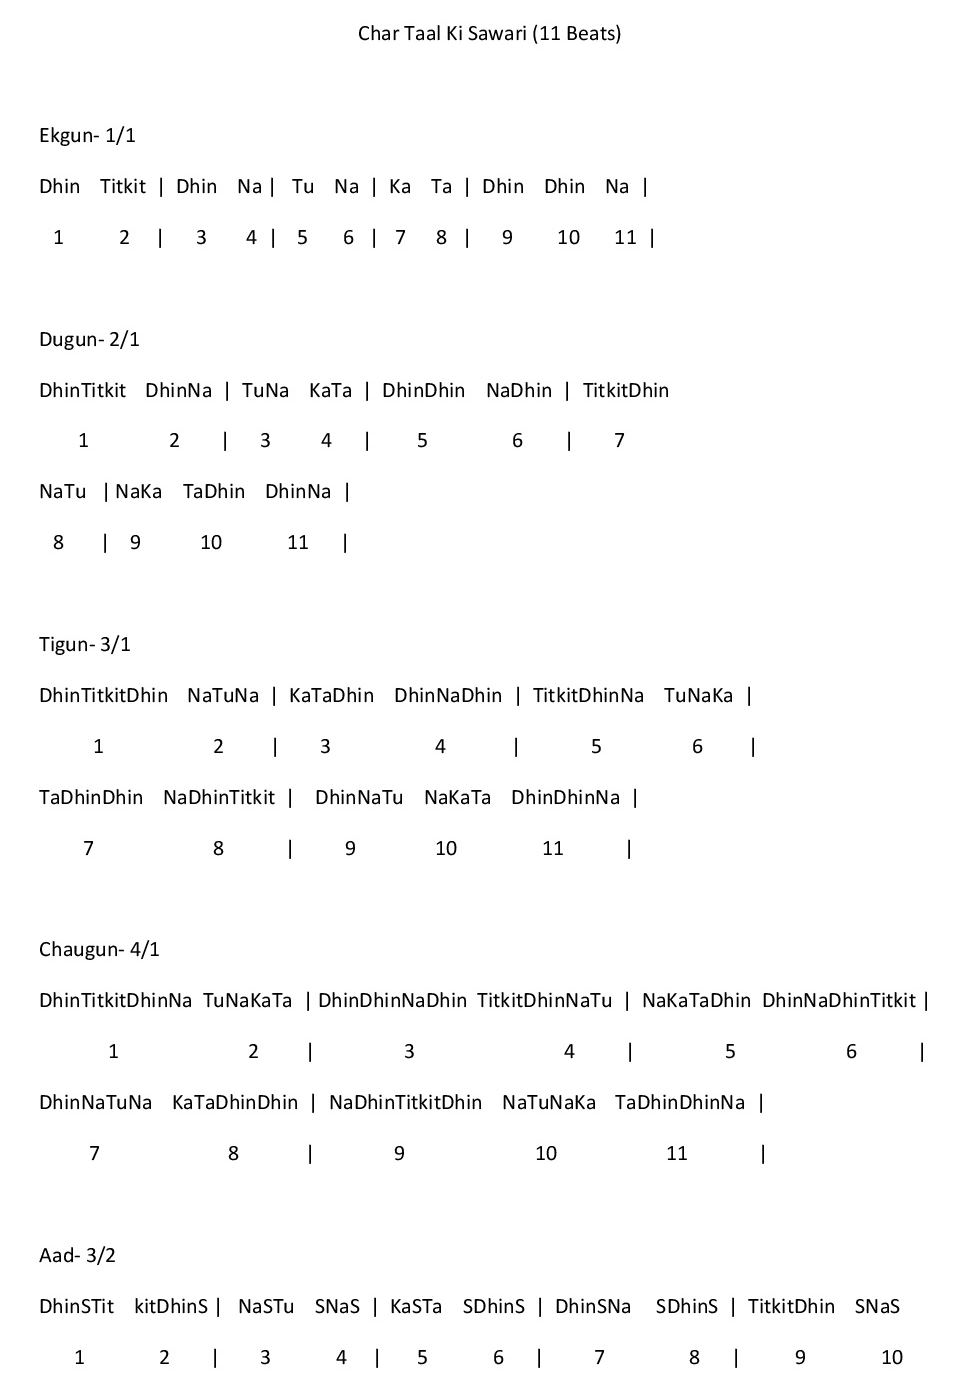 Char Taal Ki Sawari (11 Beats)
Ekgun- 1/1
Dhin Titkit | Dhin Na | Tu Na | Ka Ta | Dhin Dhin Na |
1 2 | 3 4 | 5 6 | 7 8 | 9 10 11 |
Dugun- 2/1
DhinTitkit DhinNa | TuNa KaTa | DhinDhin NaDhin | TitkitDhin
1 2 | 3 4 | 5 6 | 7
NaTu | NaKa TaDhin DhinNa |
8 | 9 10 11 |
Tigun- 3/1
DhinTitkitDhin NaTuNa | KaTaDhin DhinNaDhin | TitkitDhinNa TuNaKa |
1 2 | 3 4 | 5 6 |
TaDhinDhin NaDhinTitkit | DhinNaTu NaKaTa DhinDhinNa |
7 8 | 9 10 11 |
Chaugun- 4/1
DhinTitkitDhinNa TuNaKaTa | DhinDhinNaDhin TitkitDhinNaTu | NaKaTaDhin DhinNaDhinTitkit |
1 2 | 3 4 | 5 6 |
DhinNaTuNa KaTaDhinDhin | NaDhinTitkitDhin NaTuNaKa TaDhinDhinNa |
7 8 | 9 10 11 |
Aad- 3/2
DhinSTit kitDhinS | NaSTu SNaS | KaSTa SDhinS | DhinSNa SDhinS | TitkitDhin SNaS
1 2 | 3 4 | 5 6 | 7 8 | 9 10